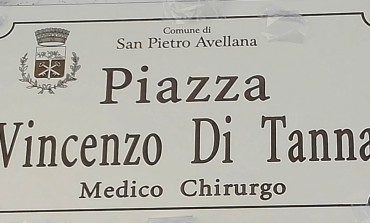 Comune di
San Pietro Avellana
Piazza
Vincenzo Di Tanna
Medico Chirurgo